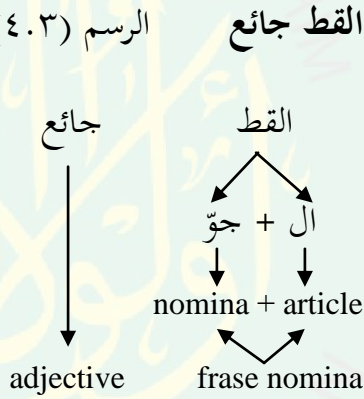 القط جائع الرسم (٤.٣)
القط جائع
ال + جوّ
nomina + article
adjective frase nomina